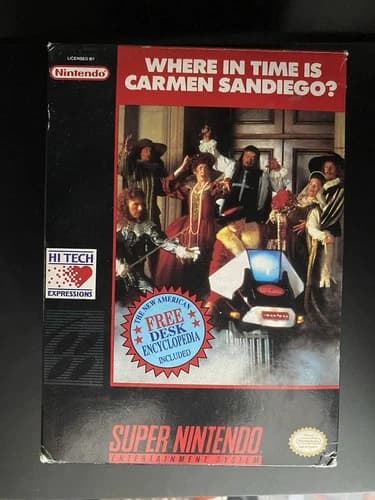 LICENSED BY
Nintendo
WHERE IN TIME IS
CARMEN SANDIEGO?
HI TECH
EXPRESSIONS
THE NEW AMERICAN
FREE
DESK
ENCYCLOPEDIA
INCLUDED
SUPER NINTENDO
ENTERTAINMENT SYSTEM